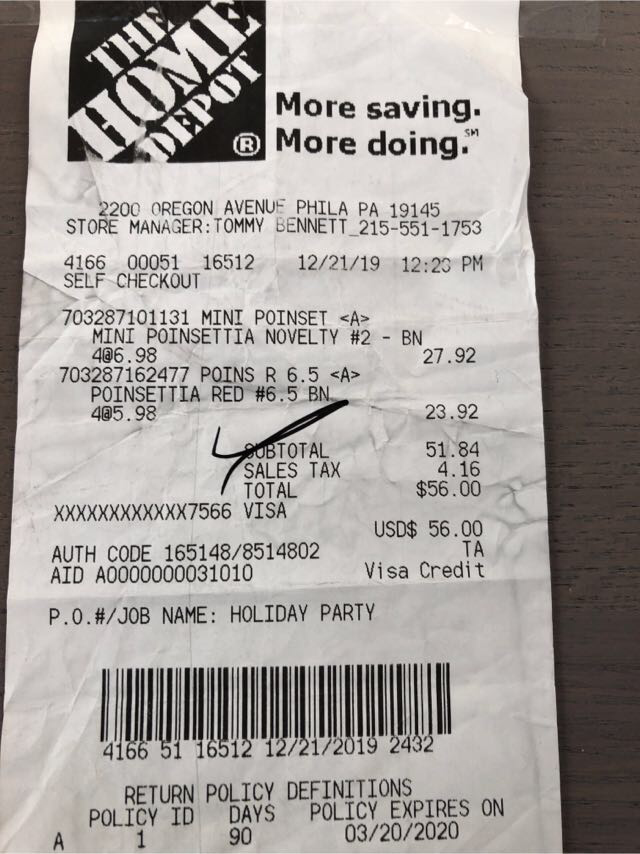 THE
HOME
DEPOT
®
More saving.
More doing.℠
2200 OREGON AVENUE PHILA PA 19145
STORE MANAGER:TOMMY BENNETT 215-551-1753
4166 00051 16512 12/21/19 12:23 PM
SELF CHECKOUT
703287101131 MINI POINSET <A>
MINI POINSETTIA NOVELTY #2 - BN
4@6.98 27.92
703287162477 POINS R 6.5 <A>
POINSETTIA RED #6.5 BN
4@5.98 23.92
SUBTOTAL 51.84
SALES TAX 4.16
TOTAL $56.00
XXXXXXXXXXXX7566 VISA
USD$ 56.00
AUTH CODE 165148/8514802 TA
AID A0000000031010 Visa Credit
P.O.#/JOB NAME: HOLIDAY PARTY
4166 51 16512 12/21/2019 2432
RETURN POLICY DEFINITIONS
POLICY ID DAYS POLICY EXPIRES ON
A 1 90 03/20/2020